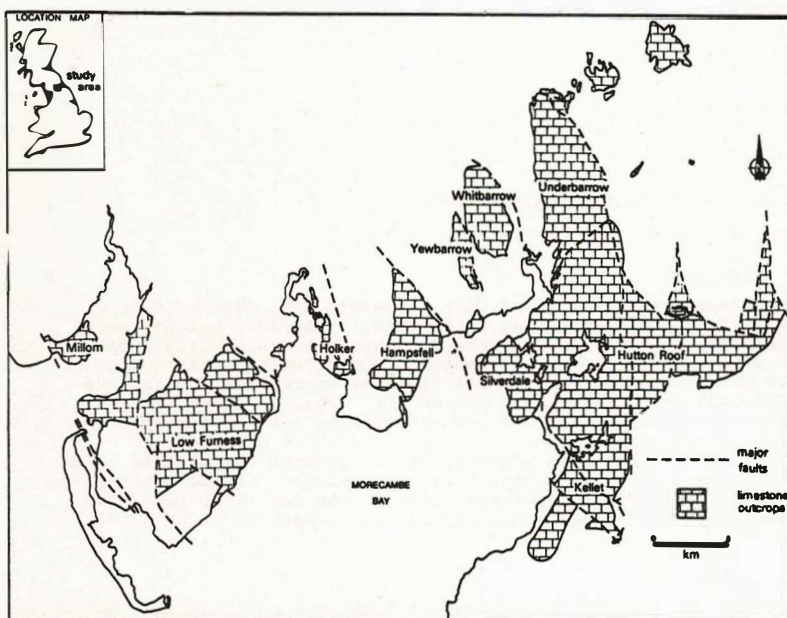 LOCATION MAP
study
area
Whitbarrow
Underbarrow
Yewbarrow
Millom
Holker
Hampsfell
Silverdale
Hutton Roof
Low Furness
MORECAMBE
BAY
Kellet
major
faults
limestone
outcrops
km